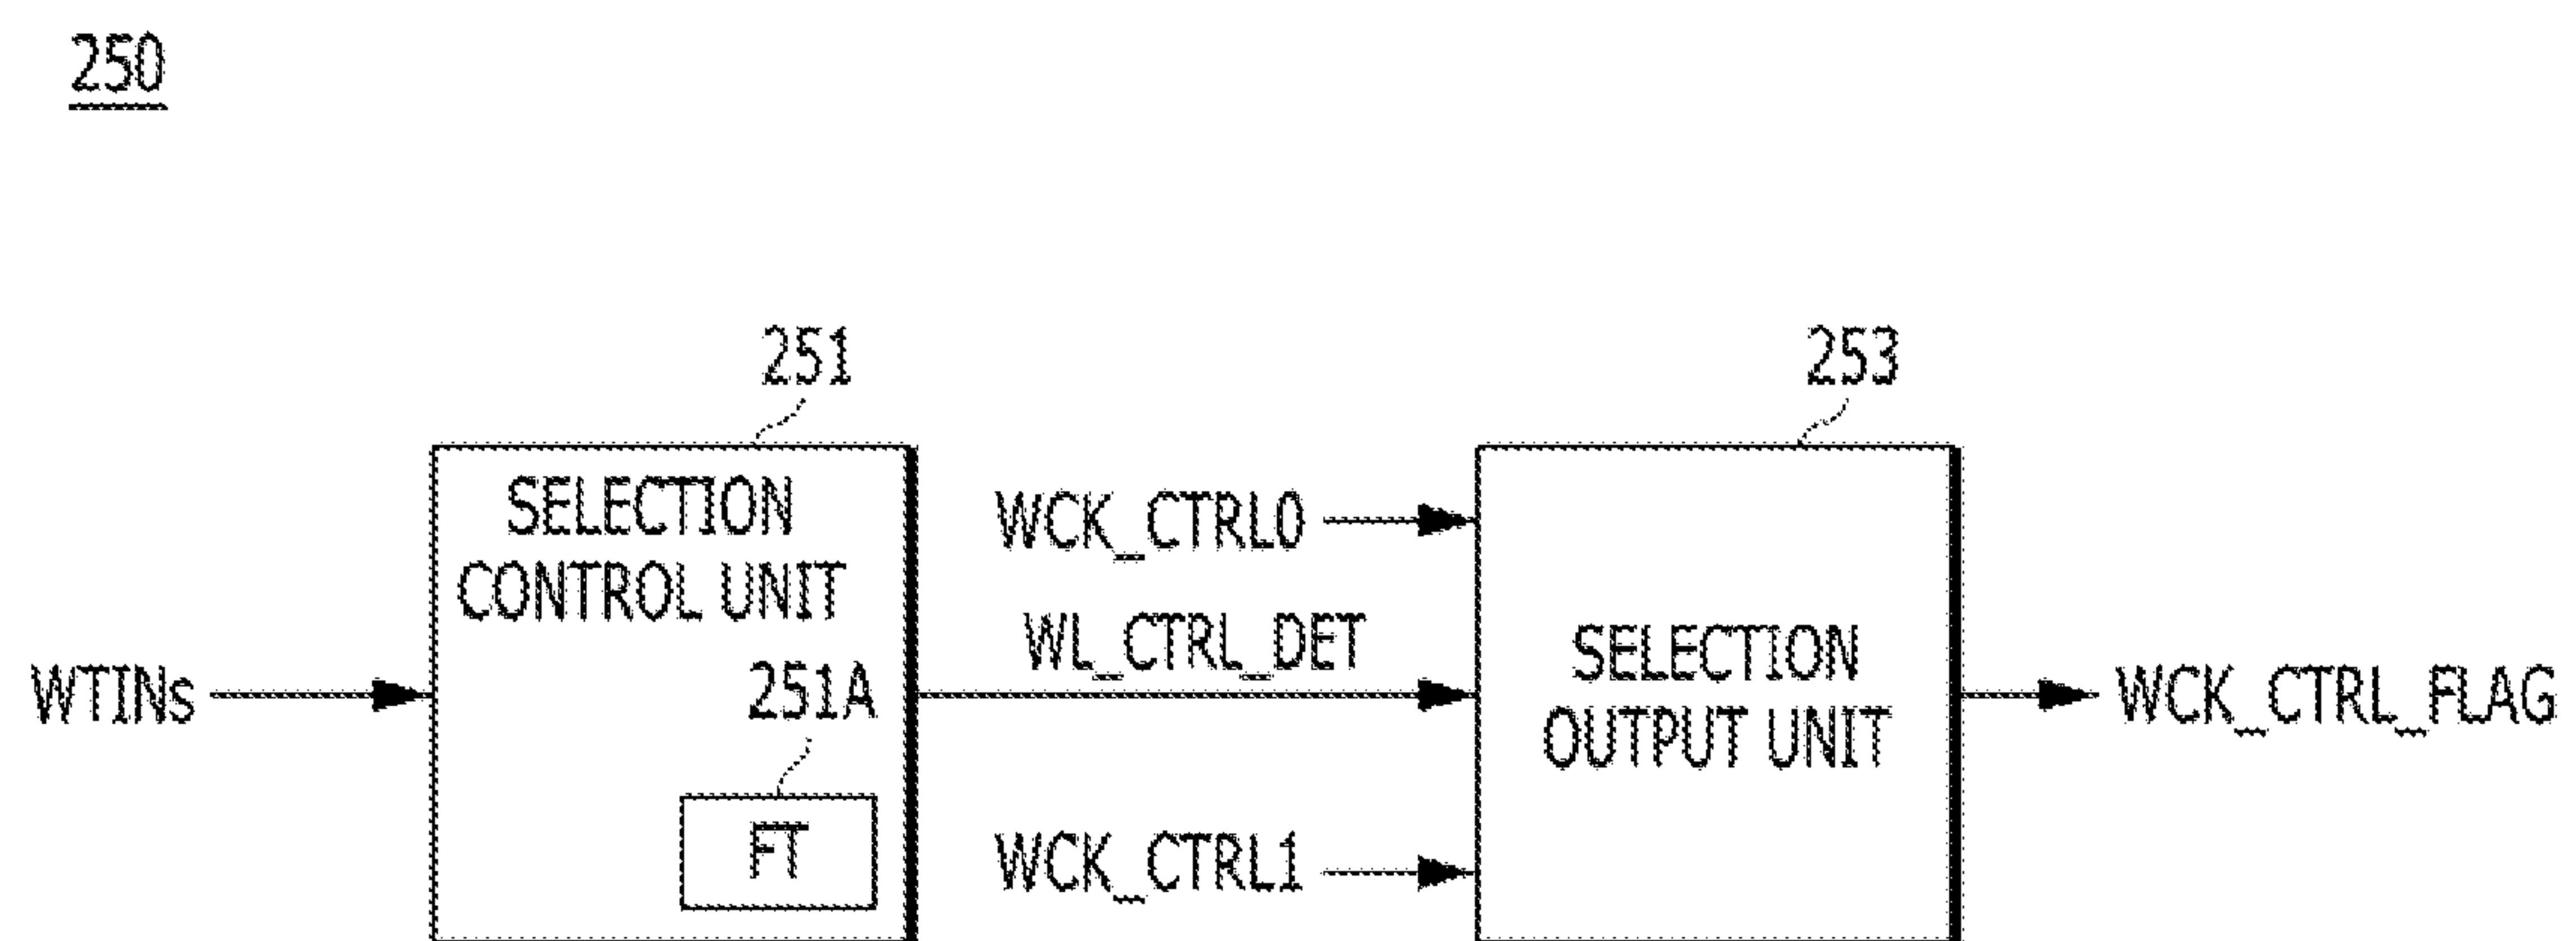 250
251
253
SELECTION
CONTROL UNIT
251A
FT
WTINs
WCK_CTRL0
WL_CTRL_DET
WCK_CTRL1
SELECTION
OUTPUT UNIT
WCK_CTRL_FLAG